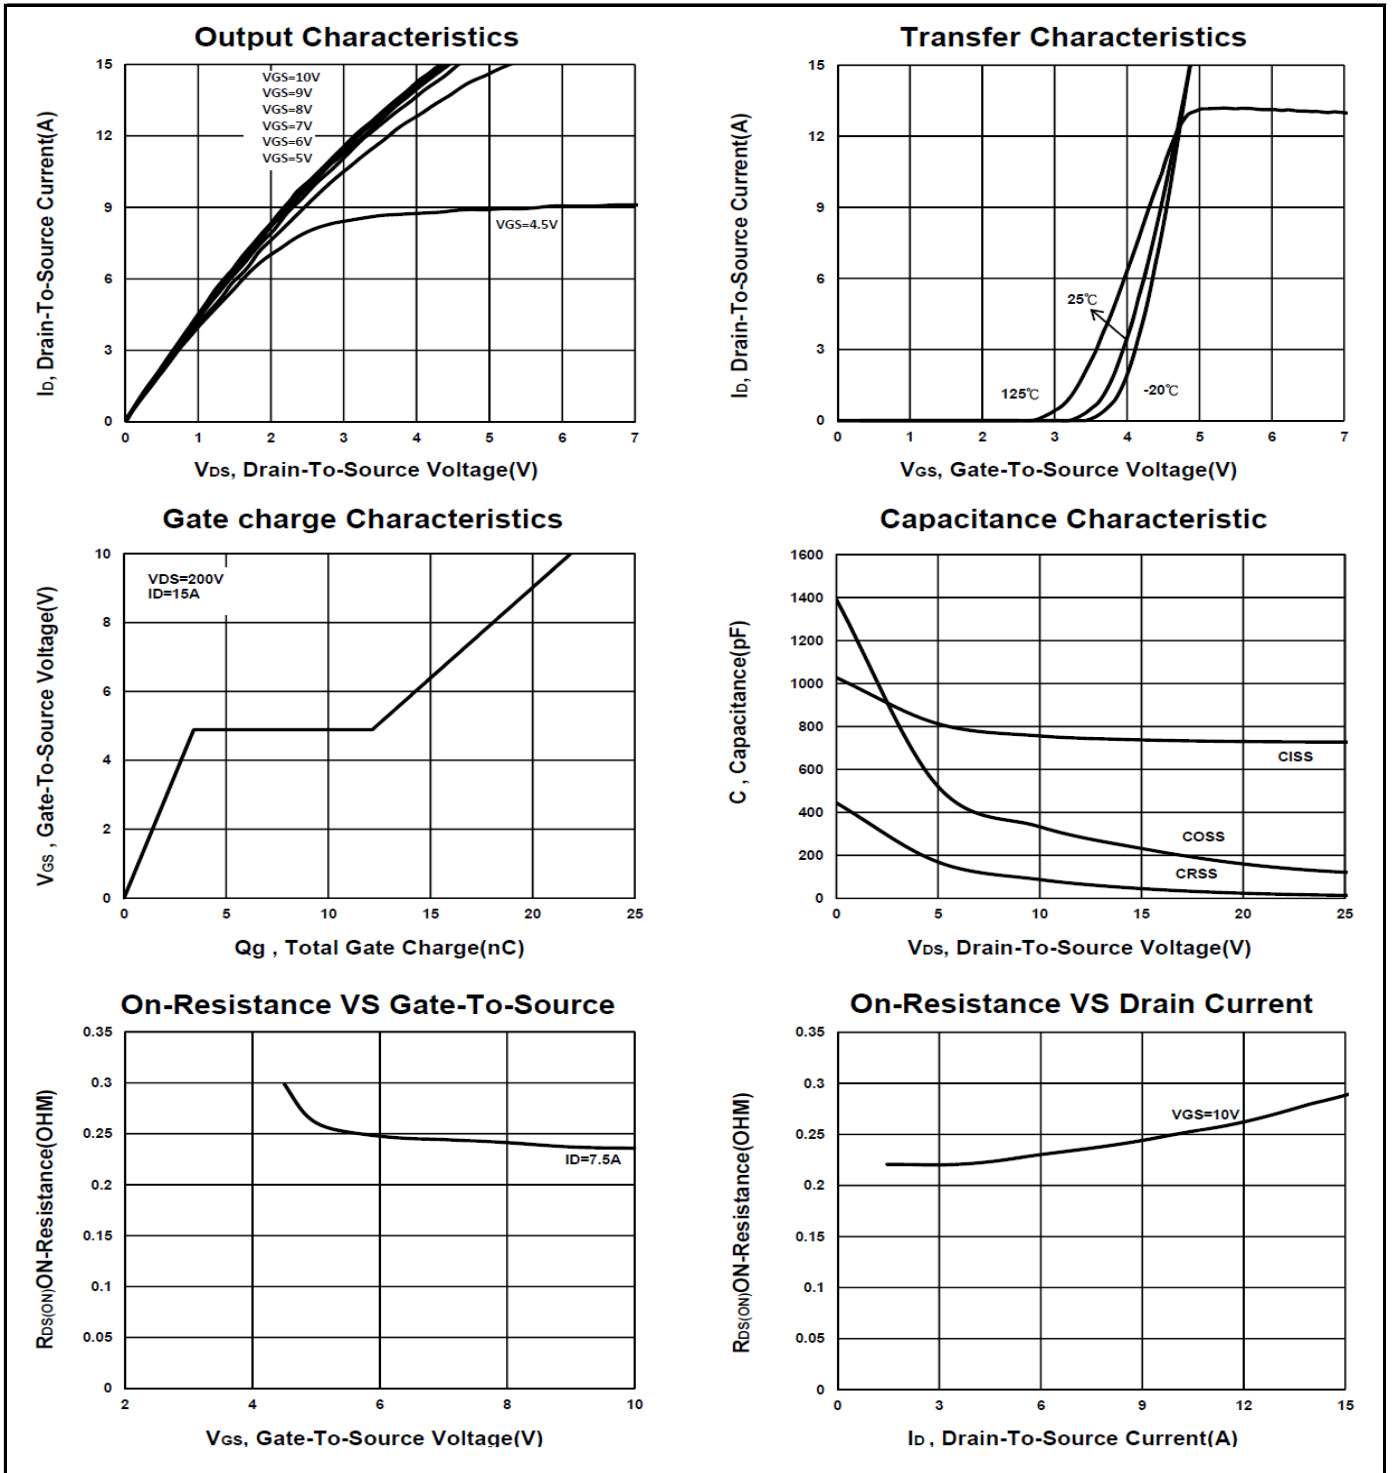 Output Characteristics
ID, Drain-To-Source Current(A)
15
12
9
6
3
0
VGS=10V
VGS=9V
VGS=8V
VGS=7V
VGS=6V
VGS=5V
VGS=4.5V
0 1 2 3 4 5 6 7
VDS, Drain-To-Source Voltage(V)
Transfer Characteristics
ID, Drain-To-Source Current(A)
15
12
9
6
3
0
25℃
125℃
-20℃
0 1 2 3 4 5 6 7
VGS, Gate-To-Source Voltage(V)
Gate charge Characteristics
VGS , Gate-To-Source Voltage(V)
10
8
6
4
2
0
VDS=200V
ID=15A
0 5 10 15 20 25
Qg , Total Gate Charge(nC)
Capacitance Characteristic
C , Capacitance(pF)
1600
1400
1200
1000
800
600
400
200
0
CISS
COSS
CRSS
0 5 10 15 20 25
VDS, Drain-To-Source Voltage(V)
On-Resistance VS Gate-To-Source
RDS(ON)ON-Resistance(OHM)
0.35
0.3
0.25
0.2
0.15
0.1
0.05
0
ID=7.5A
2 4 6 8 10
VGS, Gate-To-Source Voltage(V)
On-Resistance VS Drain Current
RDS(ON)ON-Resistance(OHM)
0.35
0.3
0.25
0.2
0.15
0.1
0.05
0
VGS=10V
0 3 6 9 12 15
ID , Drain-To-Source Current(A)